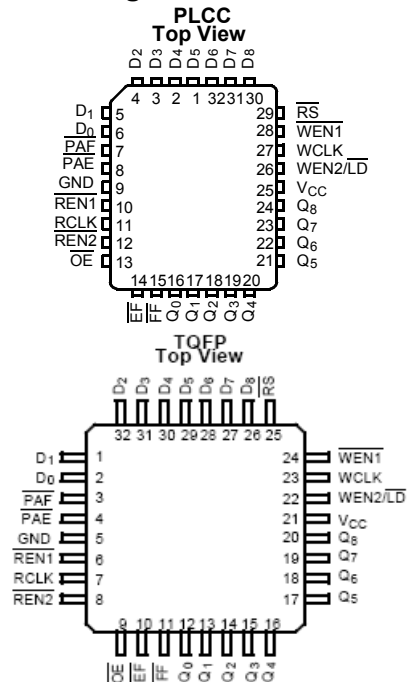 PLCC
Top View
D2 D3 D4 D5 D6 D7 D8
4 3 2 1 32 31 30
D1 5 29 RS
D0 6 28 WEN1
PAF 7 27 WCLK
PAE 8 26 WEN2/LD
GND 9 25 VCC
REN1 10 24 Q8
RCLK 11 23 Q7
REN2 12 22 Q6
OE 13 21 Q5
14 15 16 17 18 19 20
EF FF Q0 Q1 Q2 Q3 Q4
TQFP
Top View
D2 D3 D4 D5 D6 D7 D8 RS
32 31 30 29 28 27 26 25
D1 1 24 WEN1
D0 2 23 WCLK
PAF 3 22 WEN2/LD
PAE 4 21 VCC
GND 5 20 Q8
REN1 6 19 Q7
RCLK 7 18 Q6
REN2 8 17 Q5
9 10 11 12 13 14 15 16
OE EF FF Q0 Q1 Q2 Q3 Q4